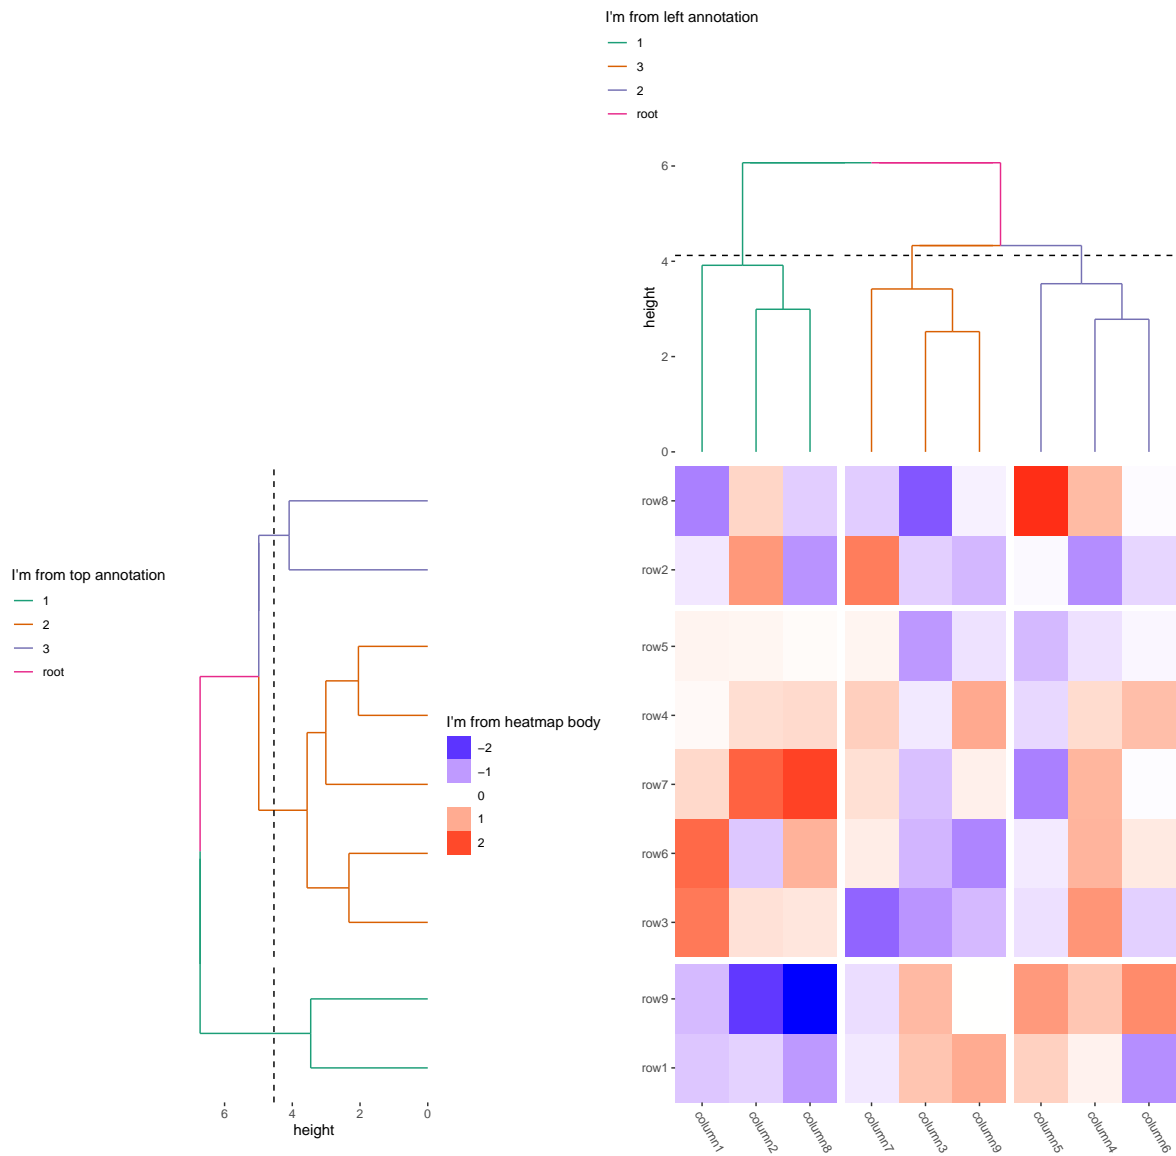 I'm from left annotation
1
3
2
root
6
4
2
0
height
I'm from top annotation
1
2
3
root
6
4
2
0
height
I'm from heatmap body
−2
−1
0
1
2
row8
row2
row5
row4
row7
row6
row3
row9
row1
column1
column2
column8
column7
column3
column9
column5
column4
column6